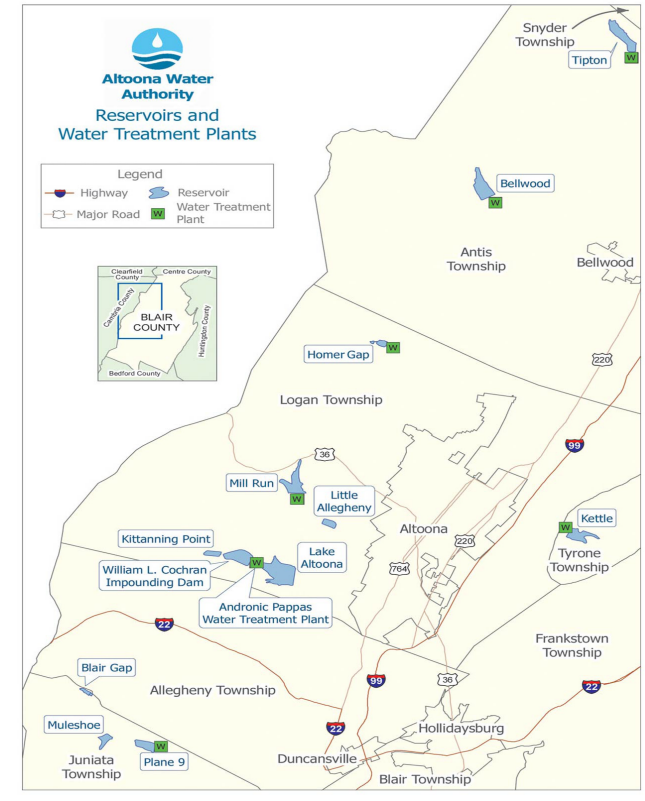 Altoona Water
Authority
Reservoirs and
Water Treatment Plants
Legend
Highway
Reservoir
Major Road
W
Water Treatment
Plant
Clearfield
County
Centre County
Cambria County
BLAIR
COUNTY
Huntingdon County
Bedford County
Snyder
Township
Tipton
W
Bellwood
W
Antis
Township
Bellwood
220
Homer Gap
W
Logan Township
99
36
Mill Run
W
Little
Allegheny
Altoona
Kettle
W
Tyrone
Township
220
764
Kittanning Point
William L. Cochran
Impounding Dam
W
Lake
Altoona
Andronic Pappas
Water Treatment Plant
22
Frankstown
Township
Blair Gap
Allegheny Township
99
36
22
22
Muleshoe
Hollidaysburg
Juniata
Township
W
Plane 9
Duncansville
Blair Township